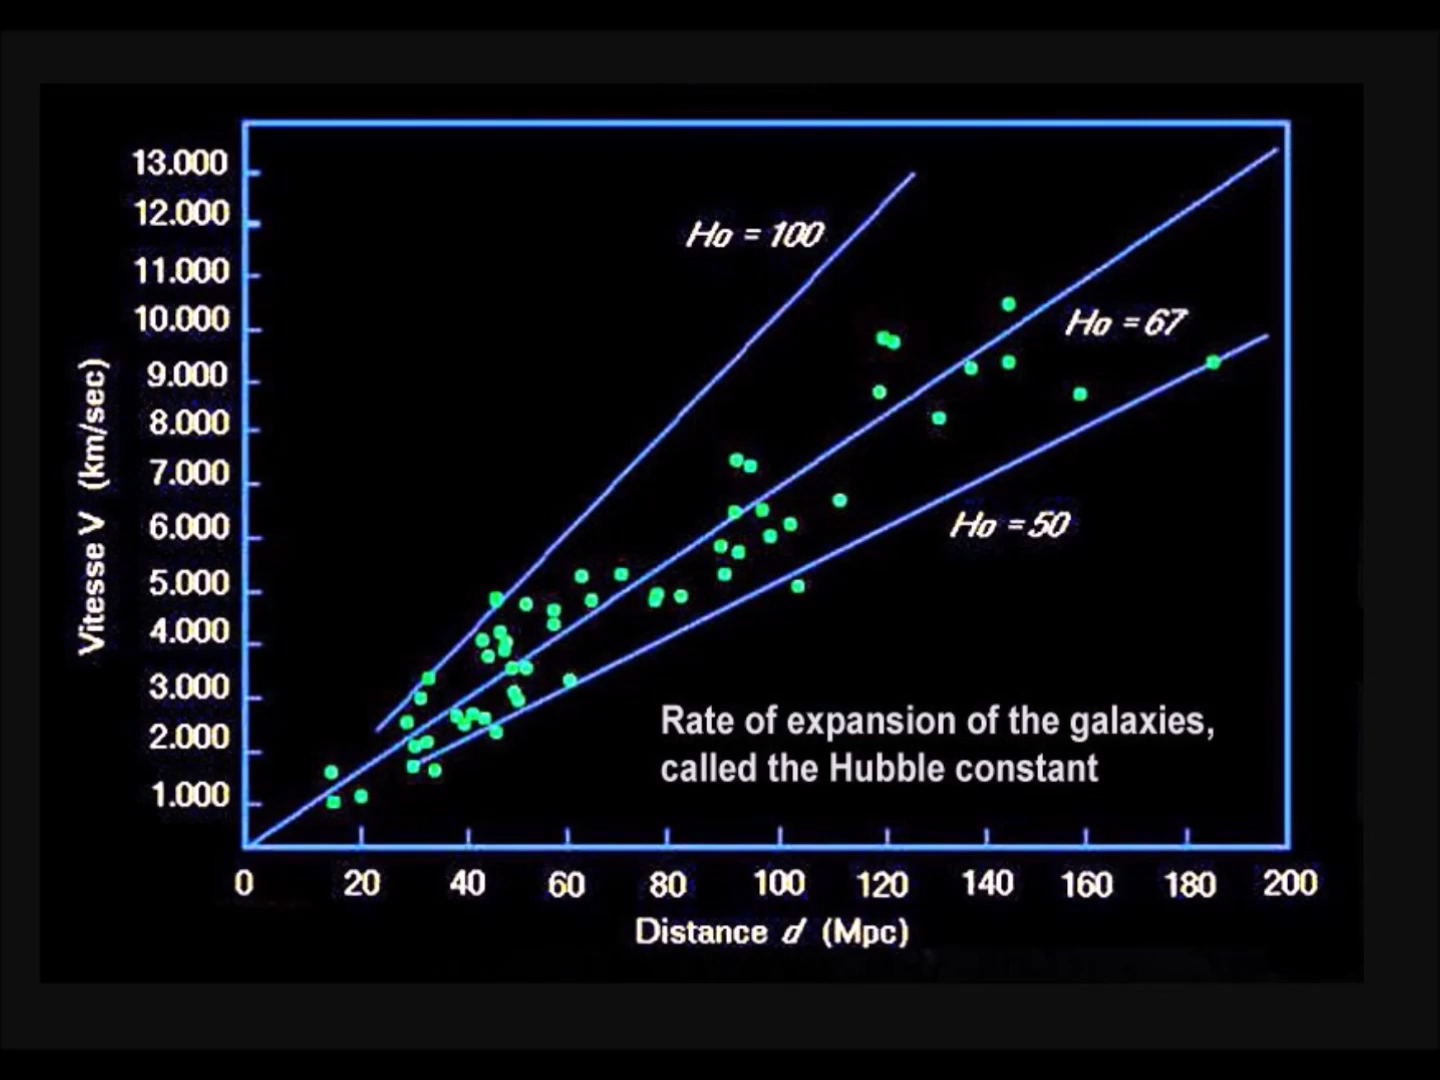 13.000
12.000
11.000
10.000
9.000
8.000
7.000
6.000
5.000
4.000
3.000
2.000
1.000
Vitesse V (km/sec)
Ho = 100
Ho = 67
Ho = 50
Rate of expansion of the galaxies,
called the Hubble constant
0 20 40 60 80 100 120 140 160 180 200
Distance d (Mpc)